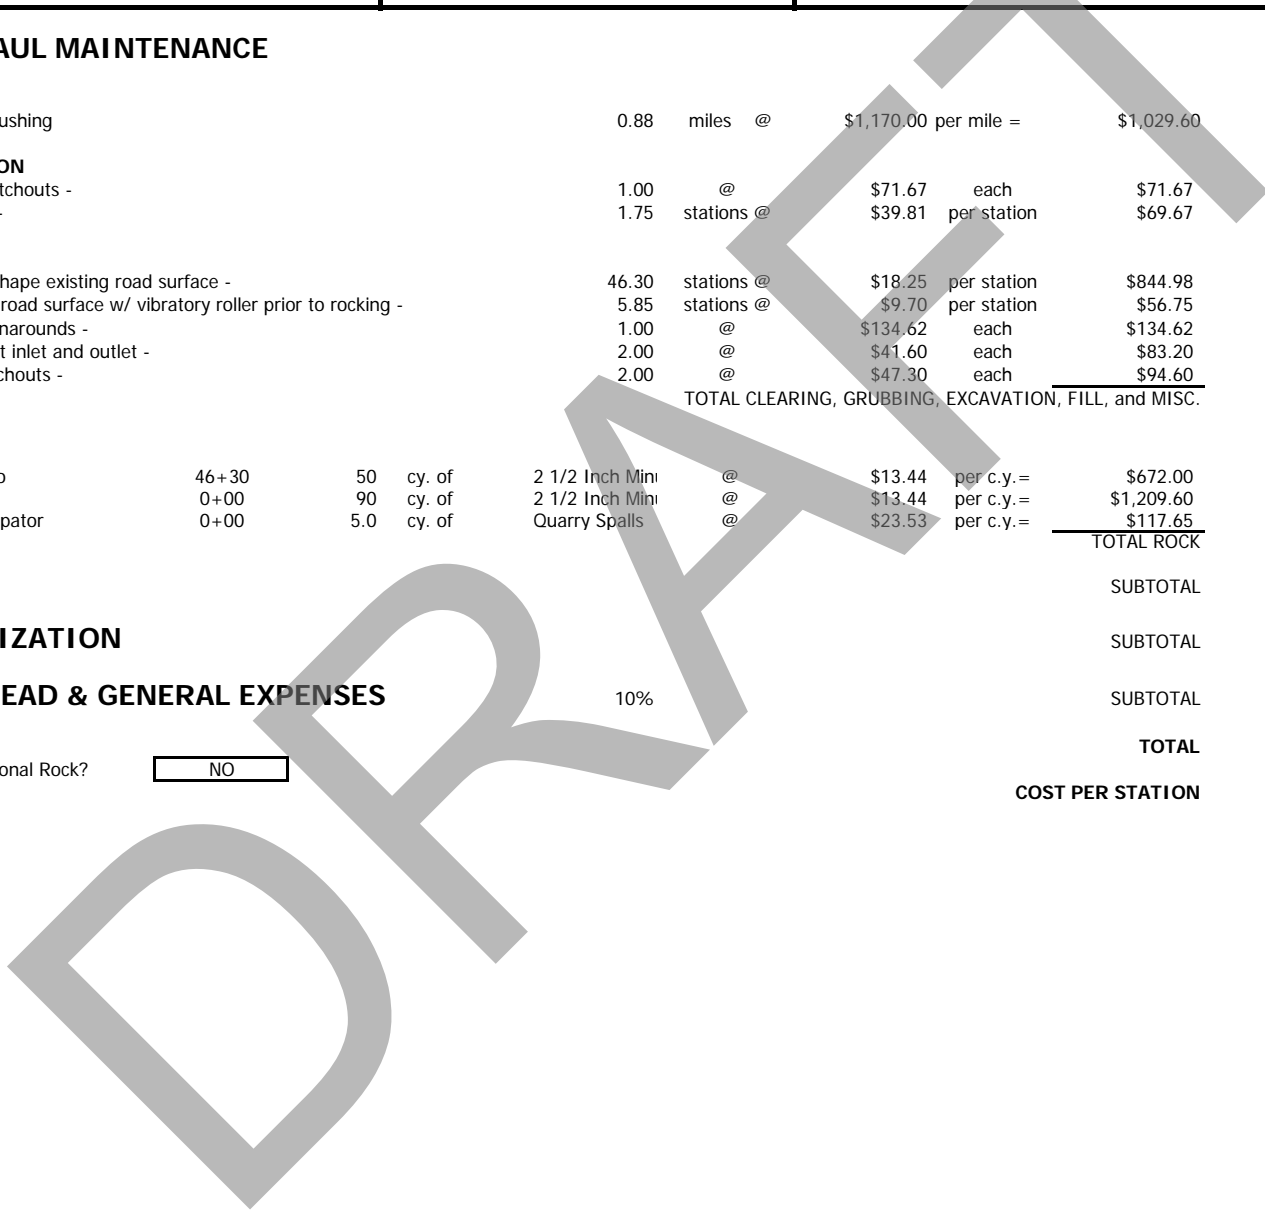 AUL MAINTENANCE
ushing 0.88 miles @ $1,170.00 per mile = $1,029.60
ON
tchouts - 1.00 @ $71.67 each $71.67
- 1.75 stations @ $39.81 per station $69.67
hape existing road surface - 46.30 stations @ $18.25 per station $844.98
road surface w/ vibratory roller prior to rocking - 5.85 stations @ $9.70 per station $56.75
narounds - 1.00 @ $134.62 each $134.62
t inlet and outlet - 2.00 @ $41.60 each $83.20
chouts - 2.00 @ $47.30 each $94.60
TOTAL CLEARING, GRUBBING, EXCAVATION, FILL, and MISC.
o 46+30 50 cy. of 2 1/2 Inch Minu @ $13.44 per c.y.= $672.00
0+00 90 cy. of 2 1/2 Inch Minu @ $13.44 per c.y.= $1,209.60
pator 0+00 5.0 cy. of Quarry Spalls @ $23.53 per c.y.= $117.65
TOTAL ROCK
SUBTOTAL
IZATION SUBTOTAL
EAD & GENERAL EXPENSES 10% SUBTOTAL
TOTAL
onal Rock? NO
COST PER STATION
DRAFT